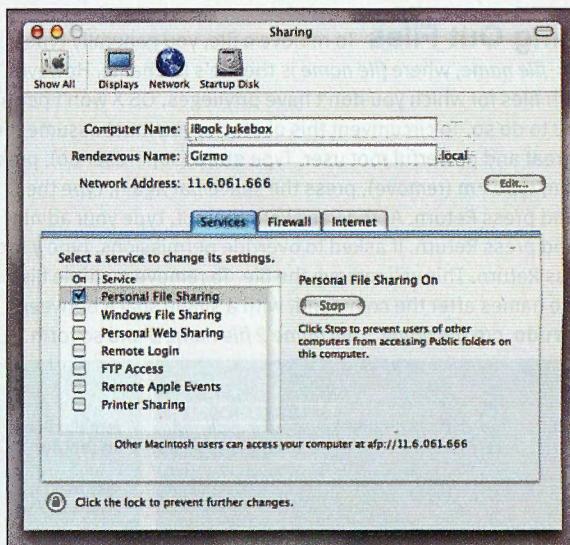 Sharing
Show All Displays Network Startup Disk
Computer Name: iBook Jukebox
Rendezvous Name: Gizmo .local
Network Address: 11.6.061.666 Edit...
Services Firewall Internet
Select a service to change its settings.
On Service
Personal File Sharing
Windows File Sharing
Personal Web Sharing
Remote Login
FTP Access
Remote Apple Events
Printer Sharing
Personal File Sharing On
Stop
Click Stop to prevent users of other
computers from accessing Public folders on
this computer.
Other Macintosh users can access your computer at afp://11.6.061.666
Click the lock to prevent further changes.